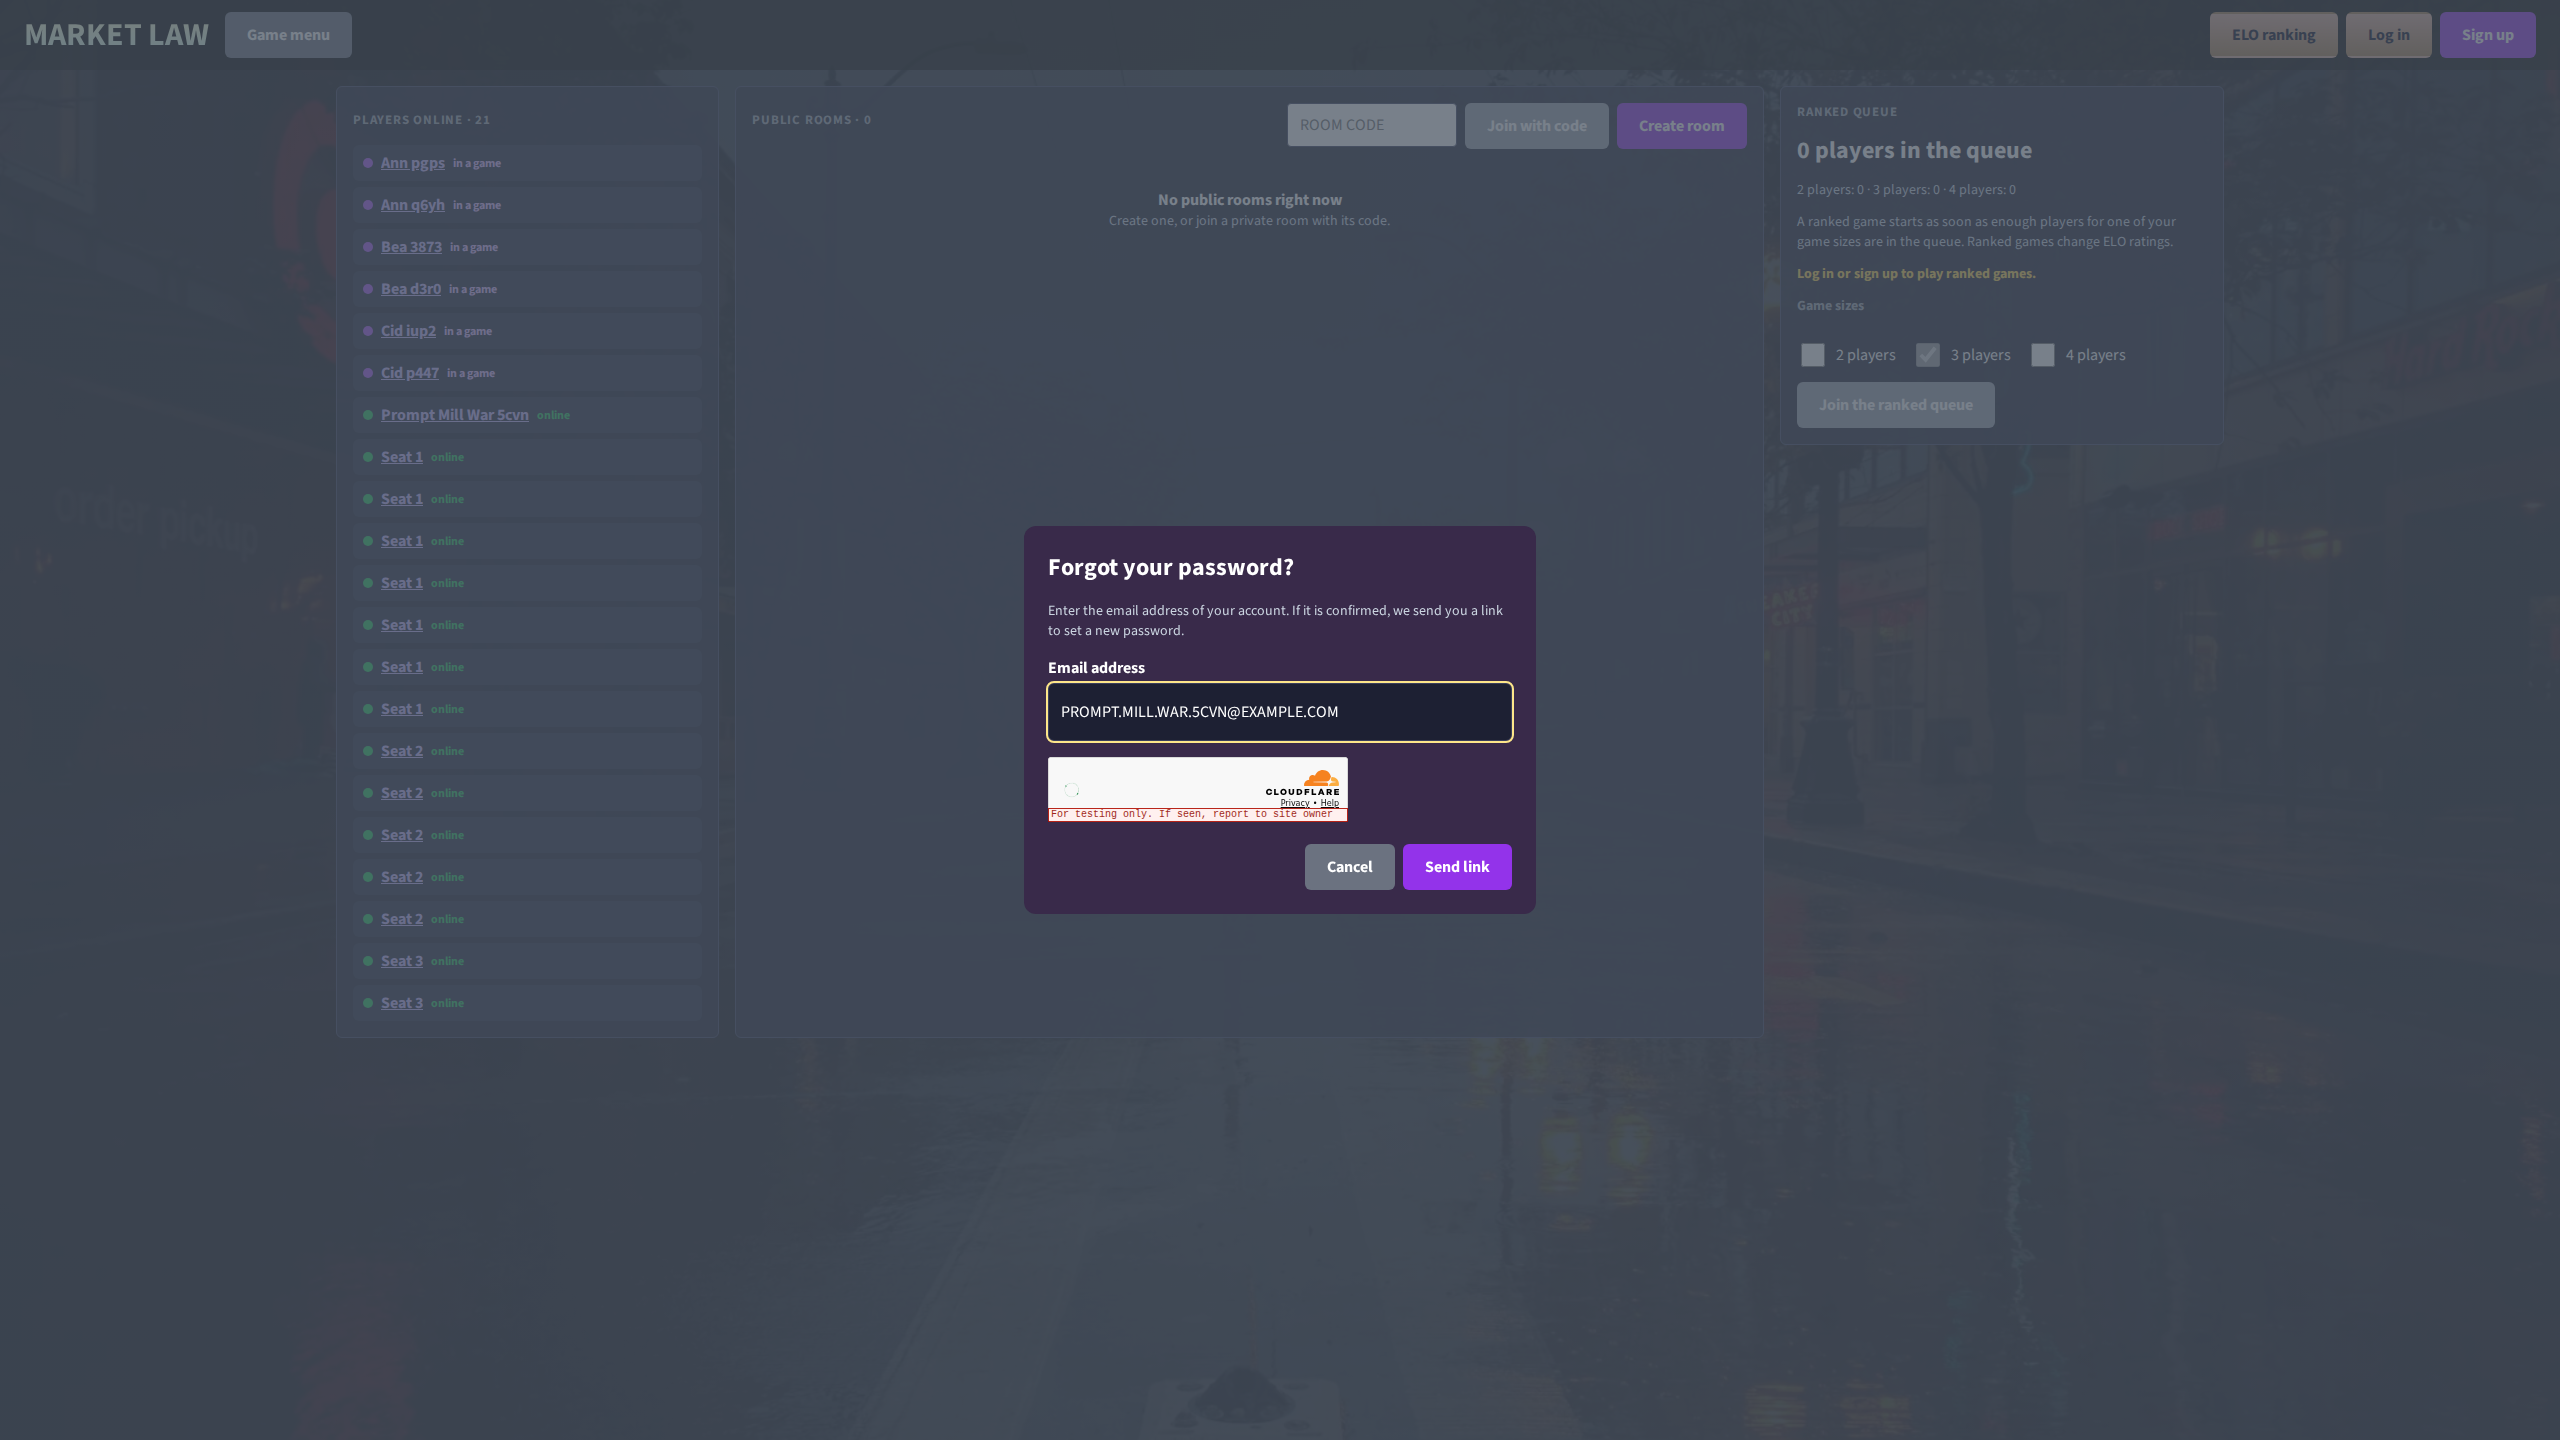 MARKET LAW
Game menu
ELO ranking
Log in
Sign up
PLAYERS ONLINE · 21
Ann pgps in a game
Ann q6yh in a game
Bea 3873 in a game
Bea d3r0 in a game
Cid iup2 in a game
Cid p447 in a game
Prompt Mill War 5cvn online
Seat 1 online
Seat 1 online
Seat 1 online
Seat 1 online
Seat 1 online
Seat 1 online
Seat 1 online
Seat 2 online
Seat 2 online
Seat 2 online
Seat 2 online
Seat 2 online
Seat 3 online
Seat 3 online
PUBLIC ROOMS · 0
ROOM CODE
Join with code
Create room
No public rooms right now
Create one, or join a private room with its code.
RANKED QUEUE
0 players in the queue
2 players: 0 · 3 players: 0 · 4 players: 0
A ranked game starts as soon as enough players for one of your
game sizes are in the queue. Ranked games change ELO ratings.
Log in or sign up to play ranked games.
Game sizes
2 players
3 players
4 players
Join the ranked queue
order pickup
Forgot your password?
Enter the email address of your account. If it is confirmed, we send you a link
to set a new password.
Email address
PROMPT.MILL.WAR.5CVN@EXAMPLE.COM
CLOUDFLARE
Privacy • Help
For testing only. If seen, report to site owner
Cancel
Send link